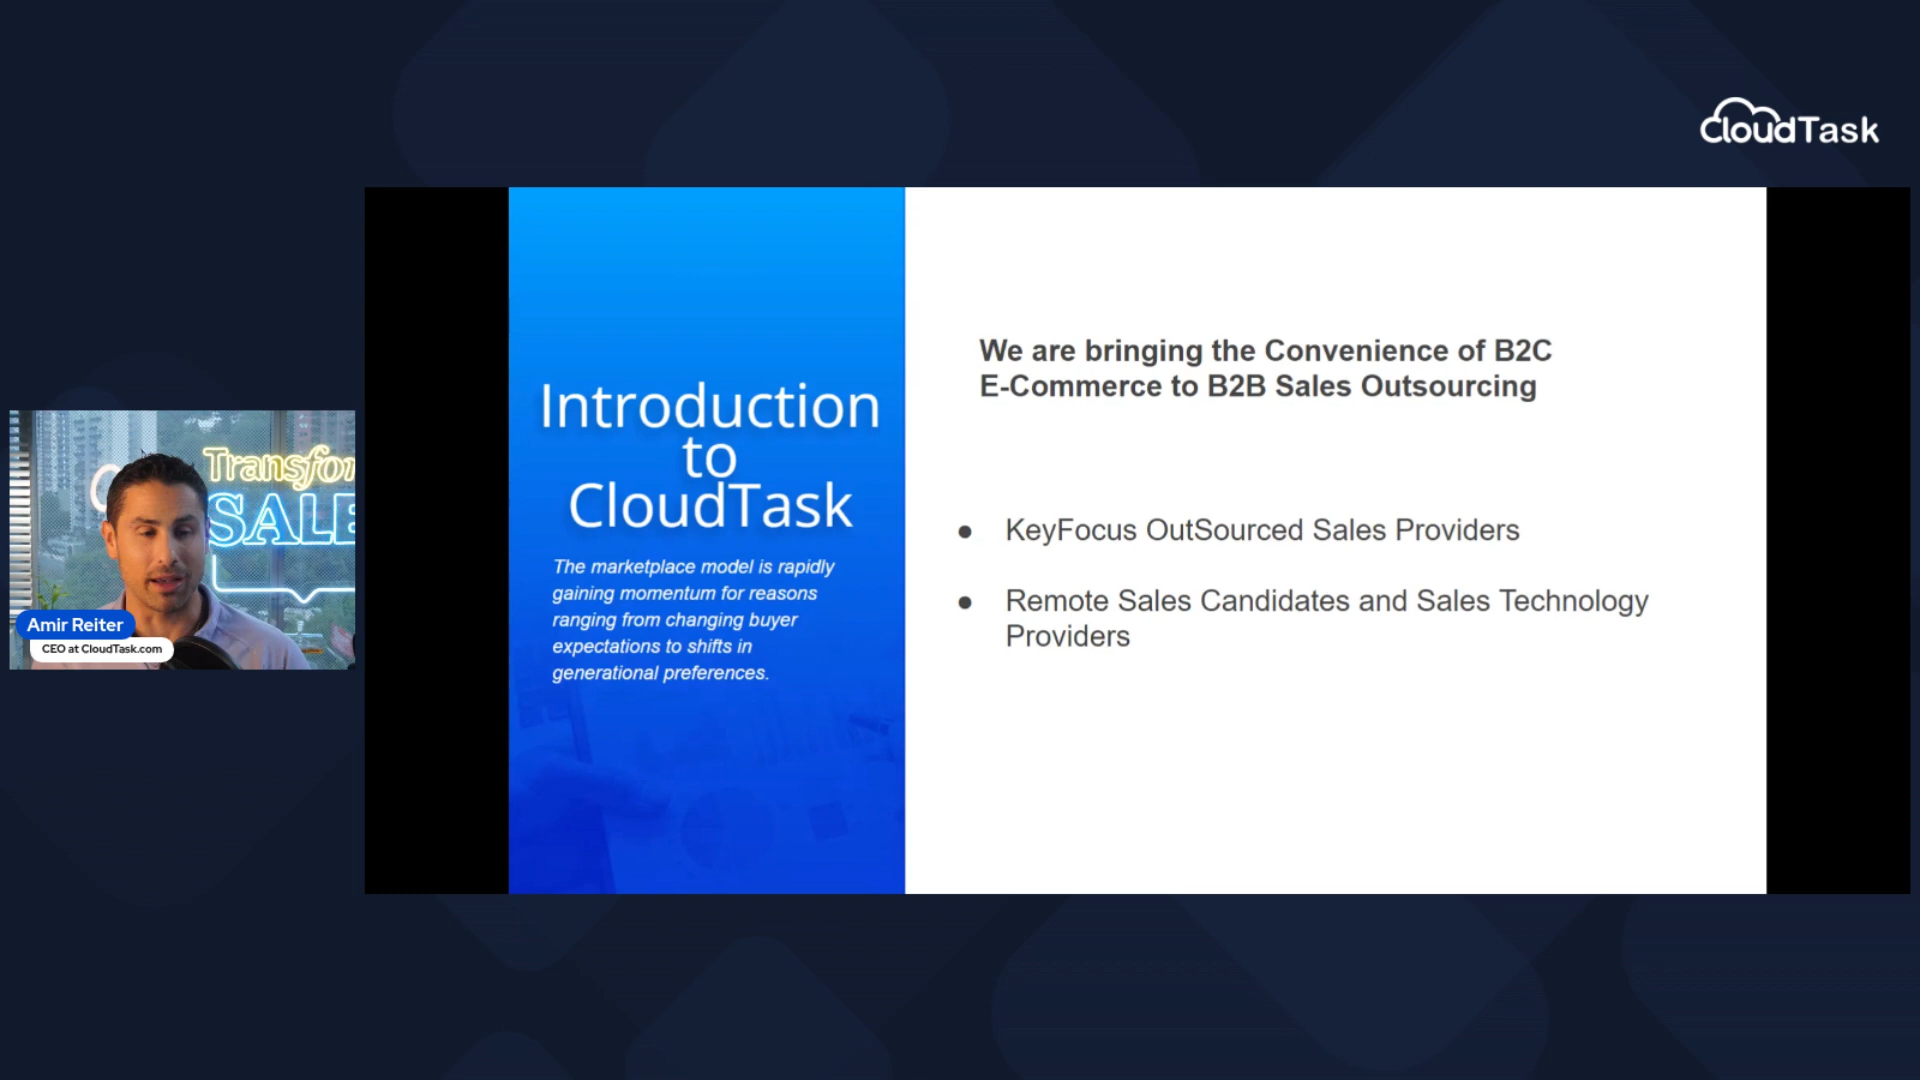 CloudTask
Introduction
to
CloudTask
The marketplace model is rapidly
gaining momentum for reasons
ranging from changing buyer
expectations to shifts in
generational preferences.
We are bringing the Convenience of B2C
E-Commerce to B2B Sales Outsourcing
● KeyFocus OutSourced Sales Providers
● Remote Sales Candidates and Sales Technology
Providers
Transfor
SALE
Amir Reiter
CEO at CloudTask.com